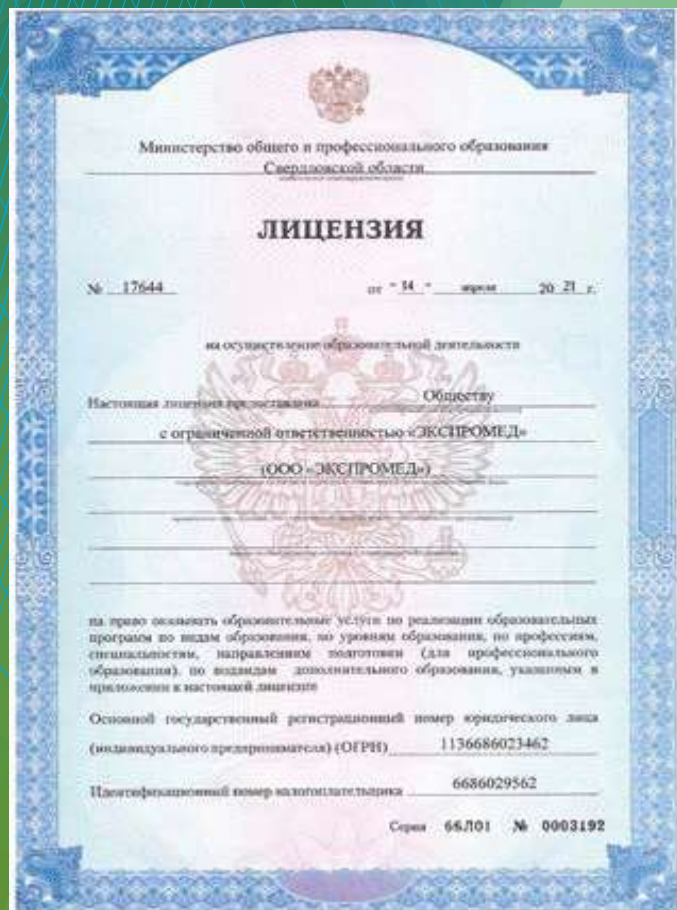 Министерство общего и профессионального образования
Свердловской области
ЛИЦЕНЗИЯ
№ 17644 от "14" апреля 20 21 г.
на осуществление образовательной деятельности
Настоящая лицензия предоставлена Обществу
с ограниченной ответственностью «ЭКСПРОМЕД»
(ООО «ЭКСПРОМЕД»)
на право оказывать образовательные услуги по реализации образовательных
программ по видам образования, по уровням образования, по профессиям,
специальностям, направлениям подготовки (для профессионального
образования), по подвидам дополнительного образования, указанным в
приложении к настоящей лицензии
Основной государственный регистрационный номер юридического лица
(индивидуального предпринимателя) (ОГРН) 1136686023462
Идентификационный номер налогоплательщика 6686029562
Серия 66Л01 № 0003192